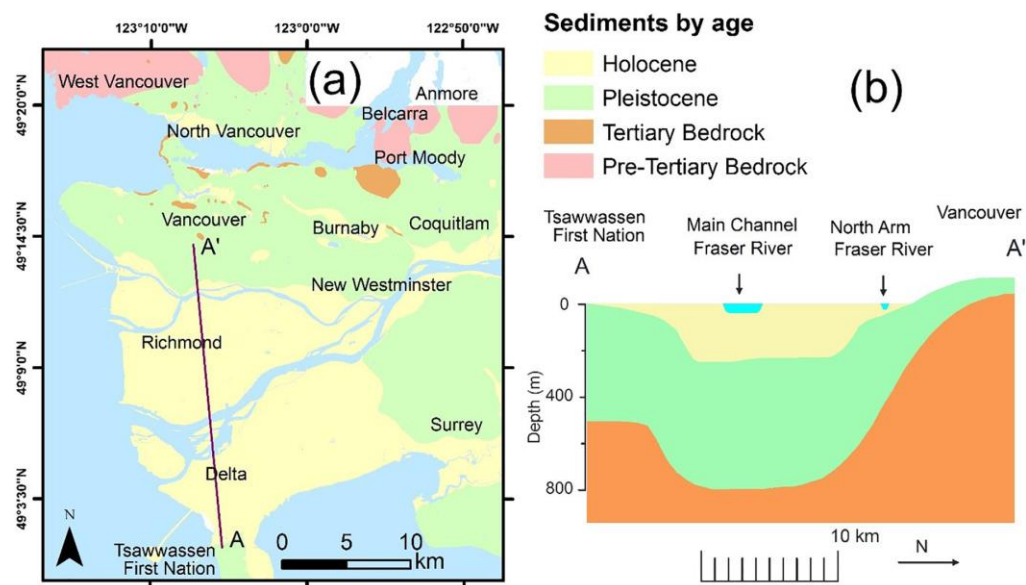 123°10'0"W 123°0'0"W 122°50'0"W
49°20'0"N
49°14'30"N
49°9'0"N
49°3'30"N
(a)
West Vancouver
Anmore
Belcarra
North Vancouver
Port Moody
Vancouver
Burnaby
Coquitlam
A'
New Westminster
Richmond
Surrey
Delta
N
A
Tsawwassen
First Nation
0 5 10
km
Sediments by age
Holocene
Pleistocene
Tertiary Bedrock
Pre-Tertiary Bedrock
(b)
Tsawwassen
First Nation
A
Main Channel
Fraser River
North Arm
Fraser River
Vancouver
A'
0
400
800
Depth (m)
10 km
N